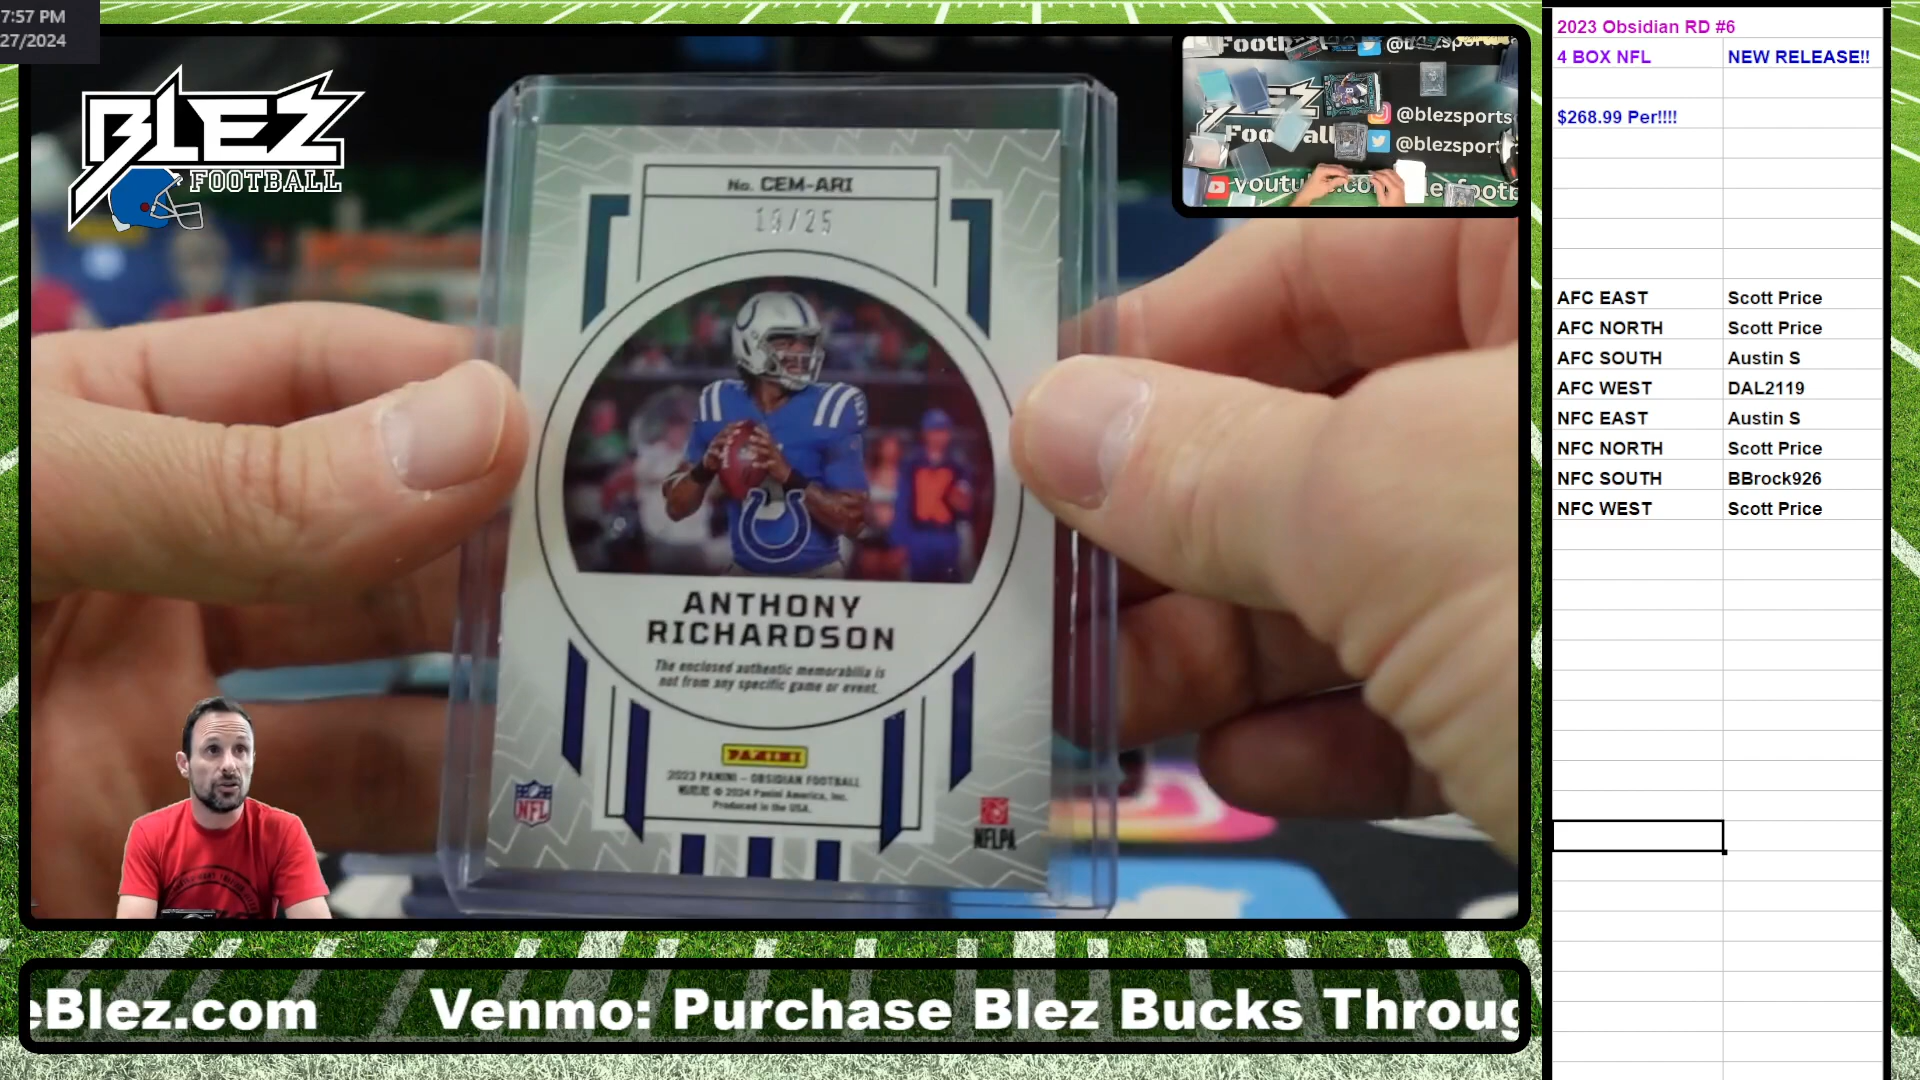 7:57 PM
27/2024
BLEZ
FOOTBALL
No. CEM-ARI
19/25
ANTHONY
RICHARDSON
The enclosed authentic memorabilia is
not from any specific game or event.
PANINI
2023 PANINI - OBSIDIAN FOOTBALL
© 2024 Panini America, Inc.
Produced in the USA.
NFL
NFLPA
Football
@blezsports
Football
@blezsport
eBlez.com Venmo: Purchase Blez Bucks Throug
2023 Obsidian RD #6
4 BOX NFL NEW RELEASE!!
$268.99 Per!!!!
AFC EAST Scott Price
AFC NORTH Scott Price
AFC SOUTH Austin S
AFC WEST DAL2119
NFC EAST Austin S
NFC NORTH Scott Price
NFC SOUTH BBrock926
NFC WEST Scott Price